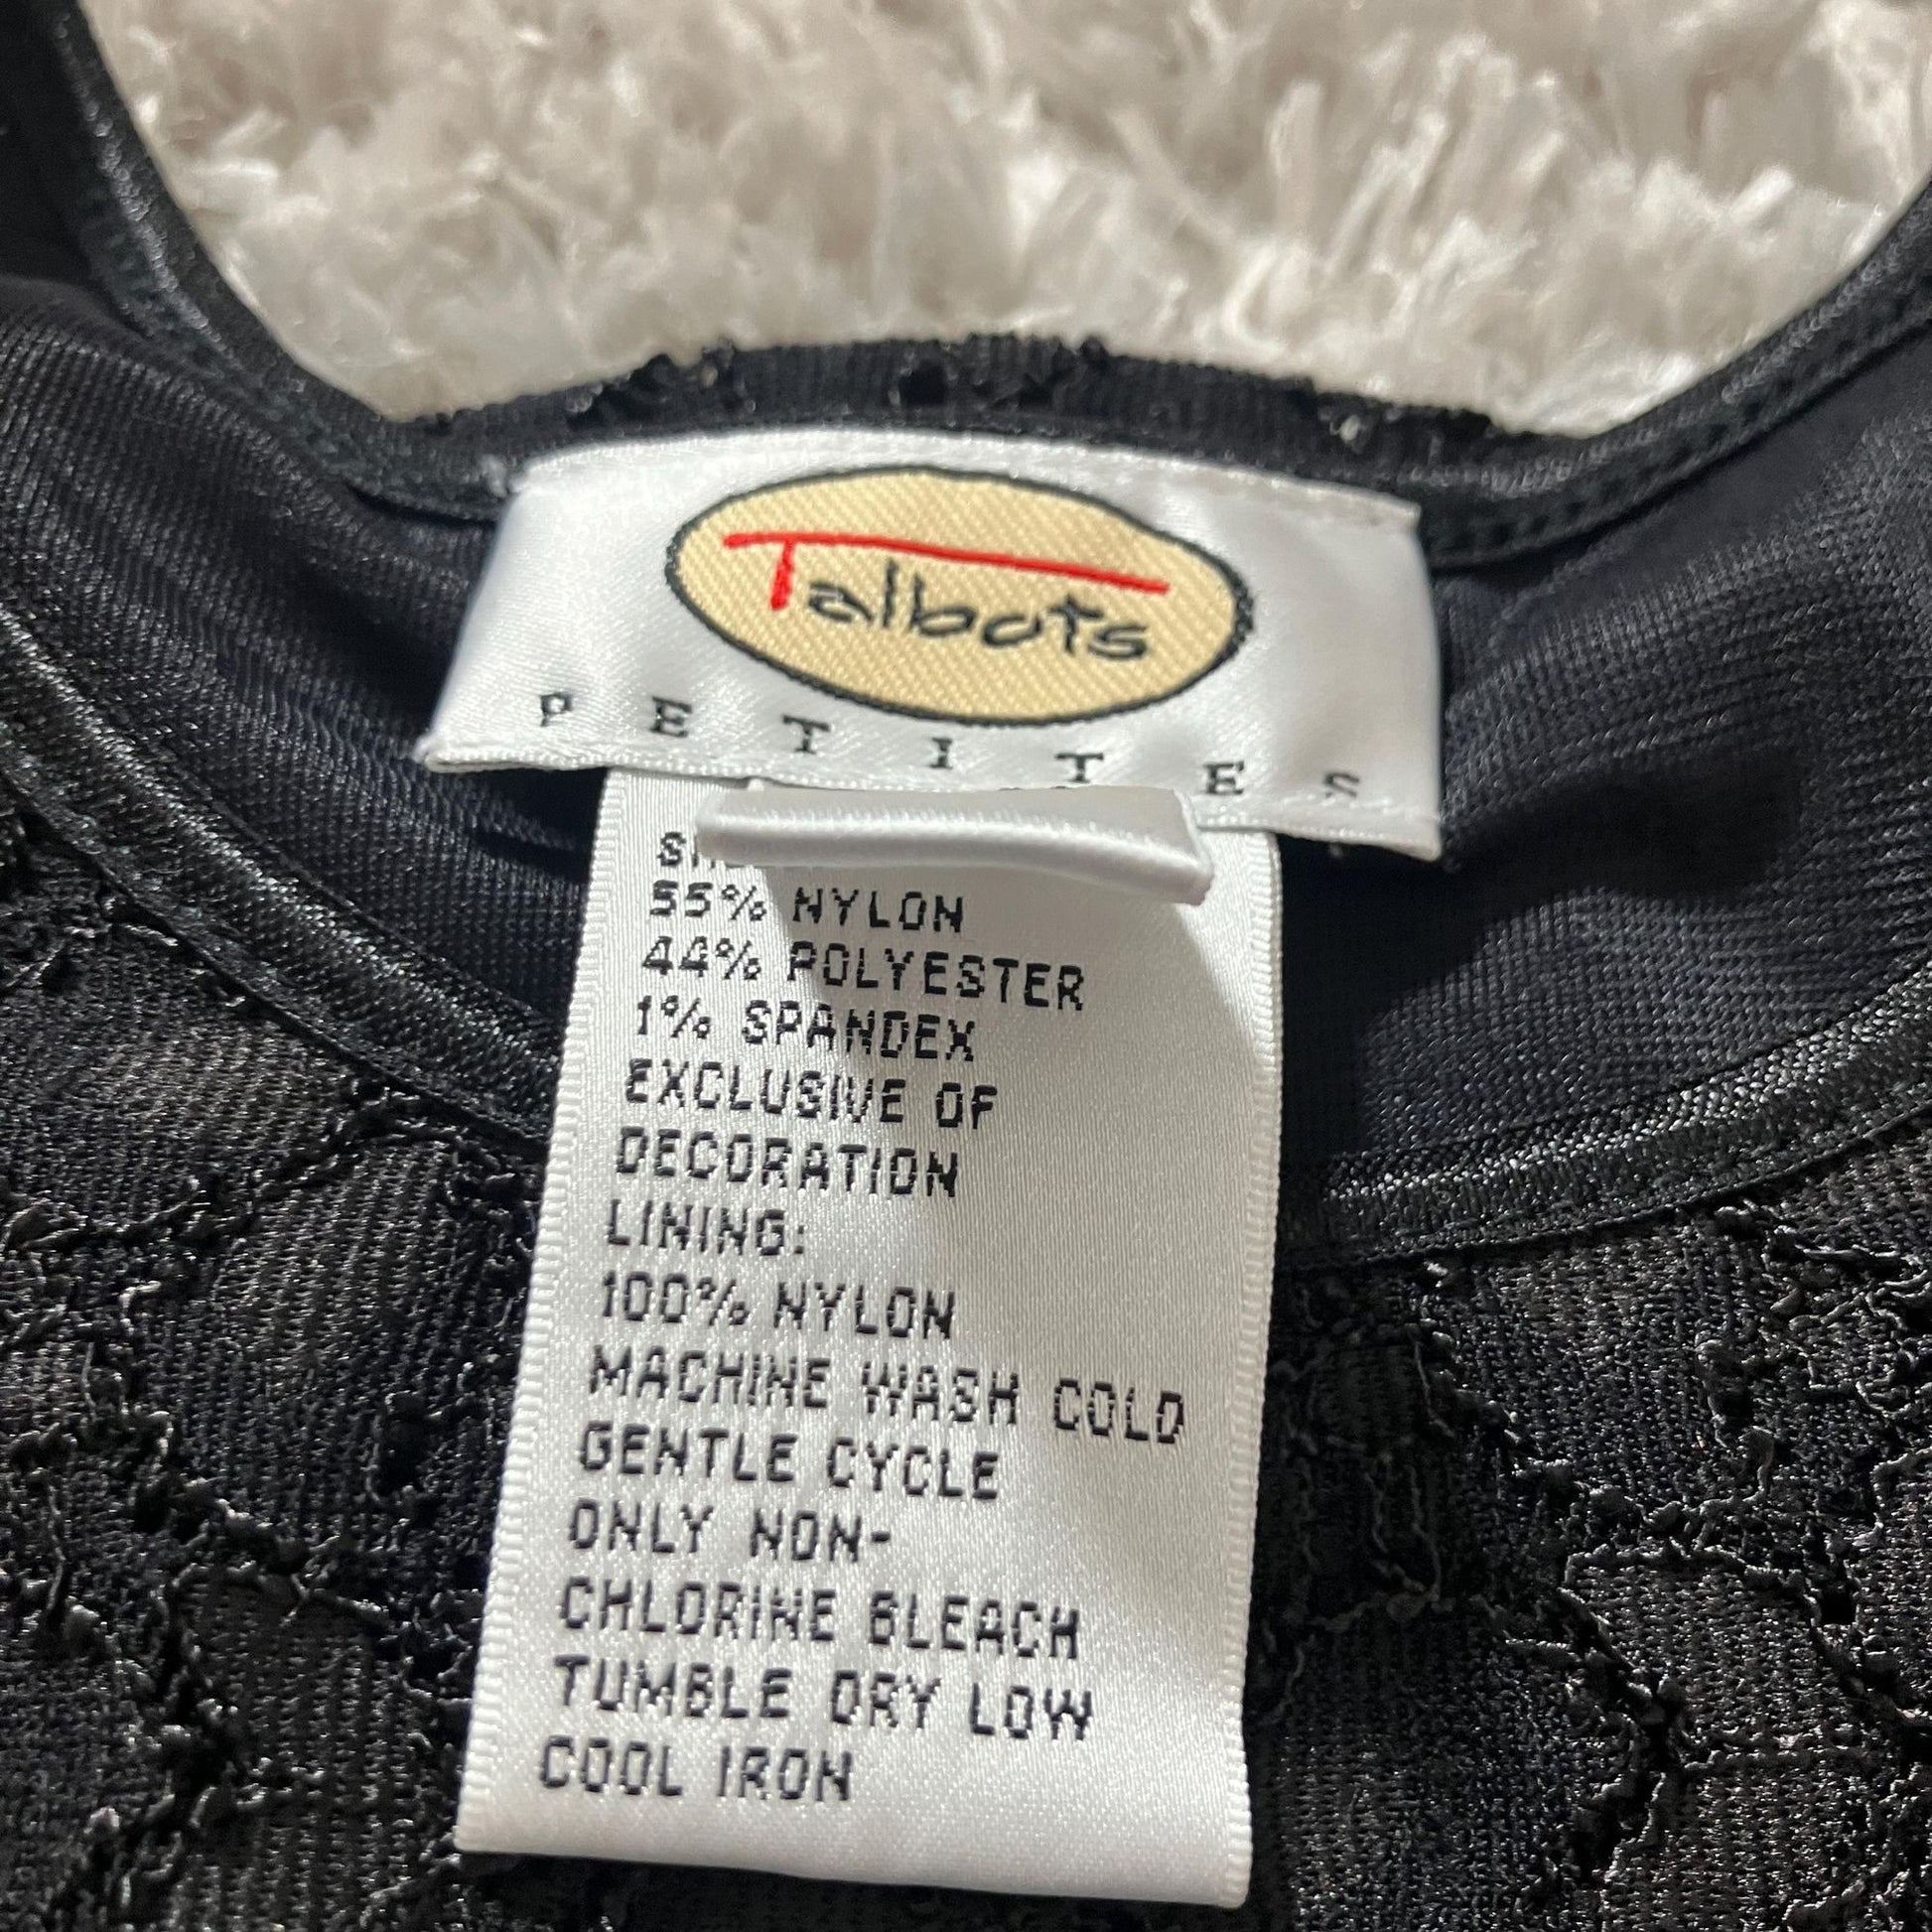 Talbots
PETITES
55% NYLON
44% POLYESTER
1% SPANDEX
EXCLUSIVE OF
DECORATION
LINING:
100% NYLON
MACHINE WASH COLD
GENTLE CYCLE
ONLY NON-
CHLORINE BLEACH
TUMBLE DRY LOW
COOL IRON